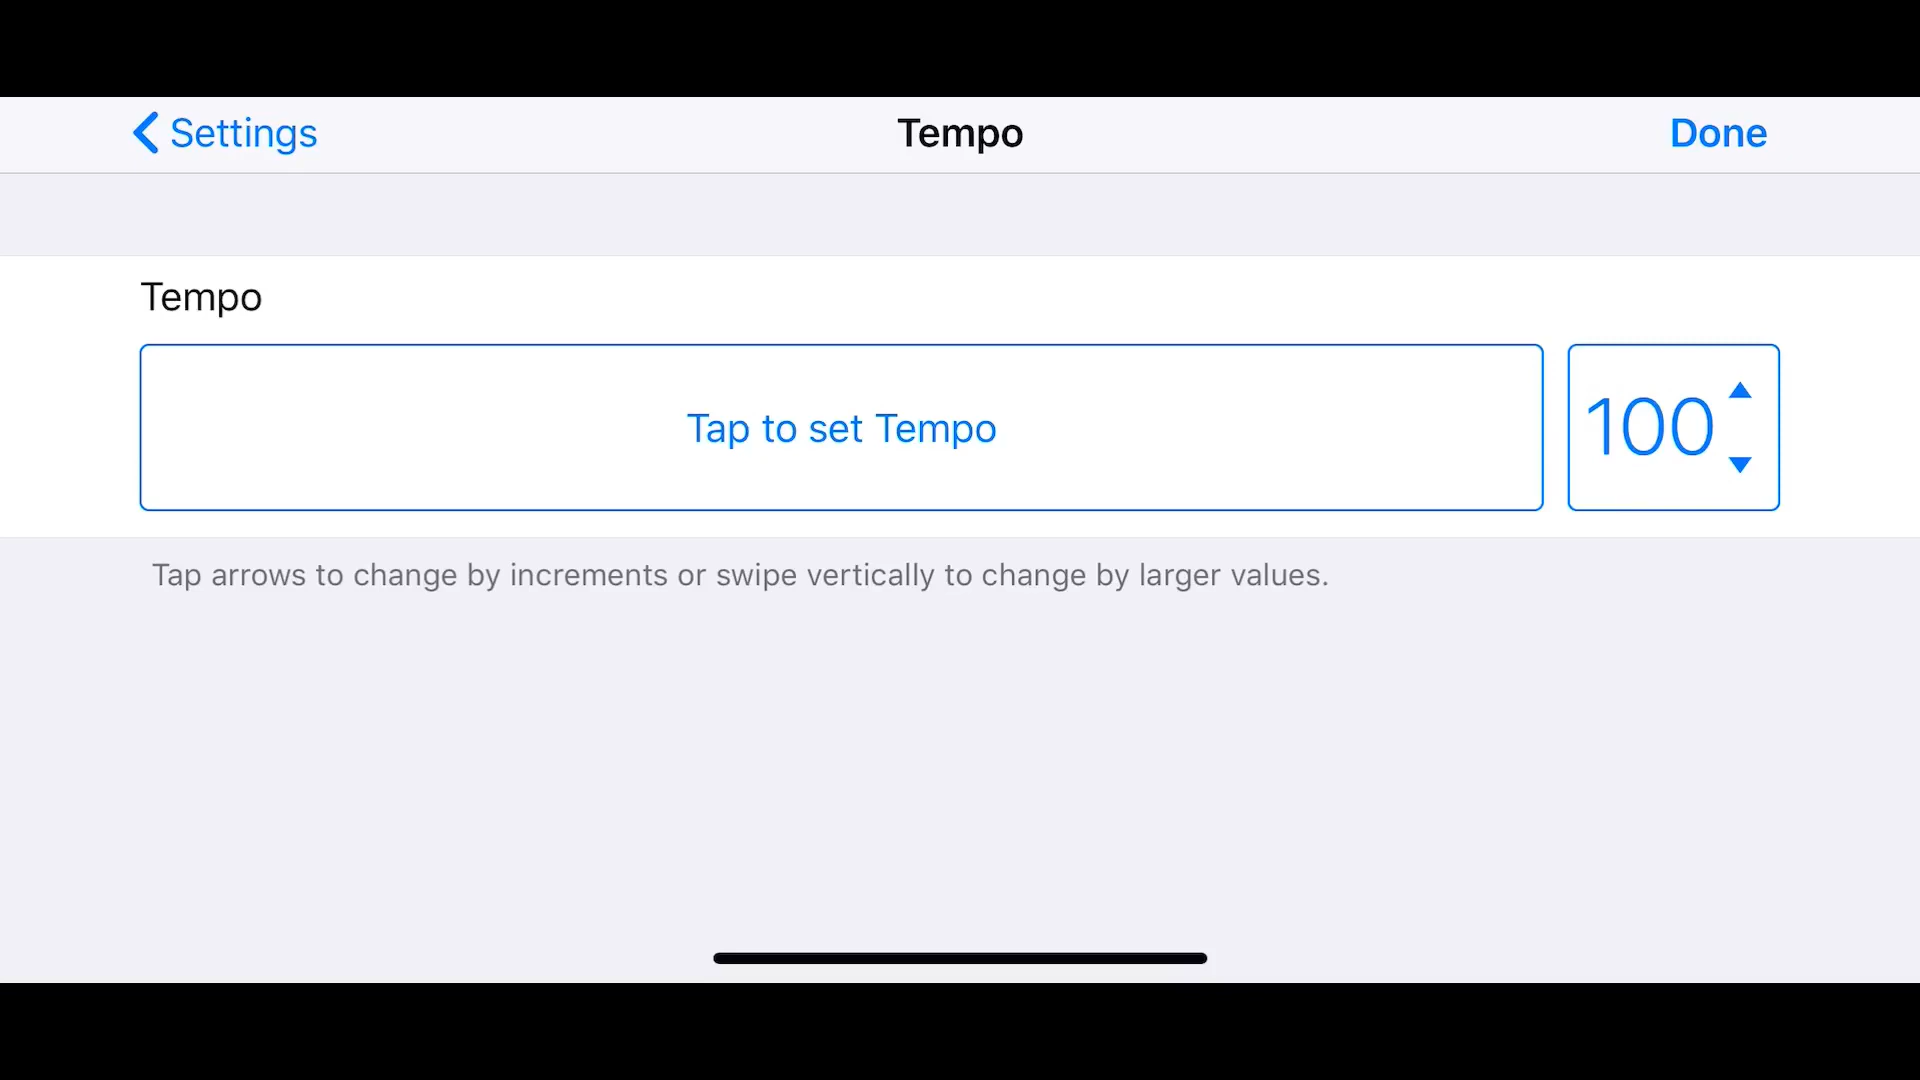 Settings
Tempo
Done
Tempo
Tap to set Tempo
100
Tap arrows to change by increments or swipe vertically to change by larger values.